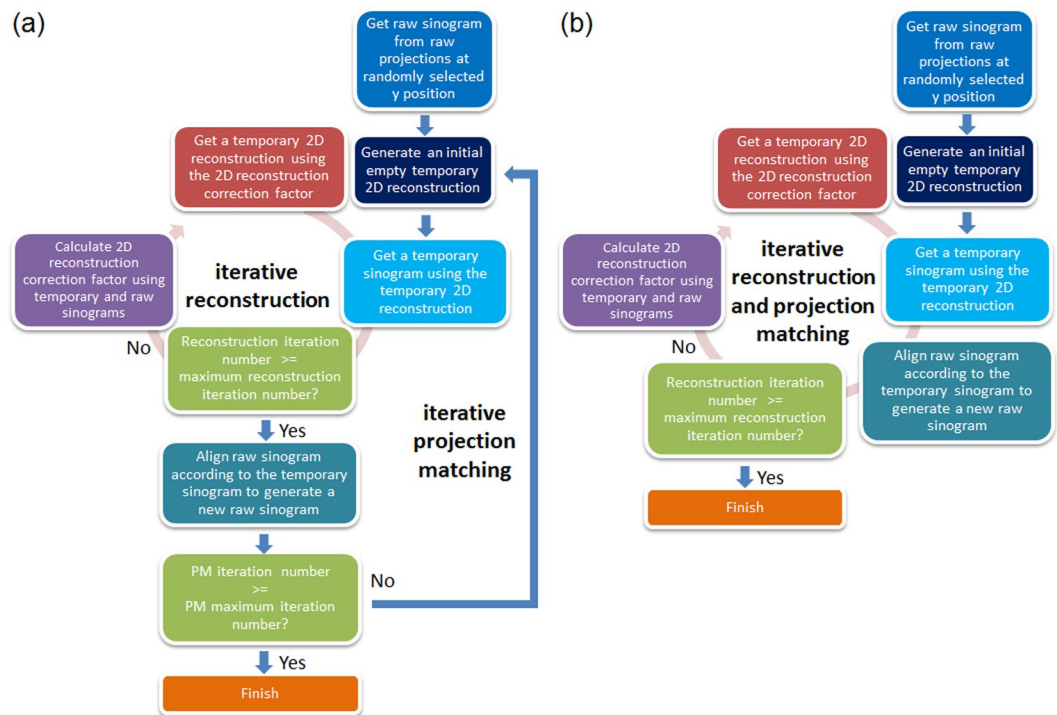 (a)
Get raw sinogram
from raw
projections at
randomly selected
y position
Get a temporary 2D
reconstruction using
the 2D reconstruction
correction factor
Generate an initial
empty temporary
2D reconstruction
Calculate 2D
reconstruction
correction factor using
temporary and raw
sinograms
iterative
reconstruction
Get a temporary
sinogram using the
temporary 2D
reconstruction
No
Reconstruction iteration
number >=
maximum reconstruction
iteration number?
Yes
iterative
projection
matching
Align raw sinogram
according to the temporary
sinogram to generate a
new raw sinogram
PM iteration number
>=
PM maximum iteration
number?
No
Yes
Finish
(b)
Get raw sinogram
from raw
projections at
randomly selected
y position
Get a temporary 2D
reconstruction using
the 2D reconstruction
correction factor
Generate an initial
empty temporary
2D reconstruction
Calculate 2D
reconstruction
correction factor using
temporary and raw
sinograms
iterative
reconstruction
and projection
matching
Get a temporary
sinogram using the
temporary 2D
reconstruction
No
Reconstruction iteration
number >=
maximum reconstruction
iteration number?
Align raw sinogram
according to the
temporary sinogram to
generate a new raw
sinogram
Yes
Finish